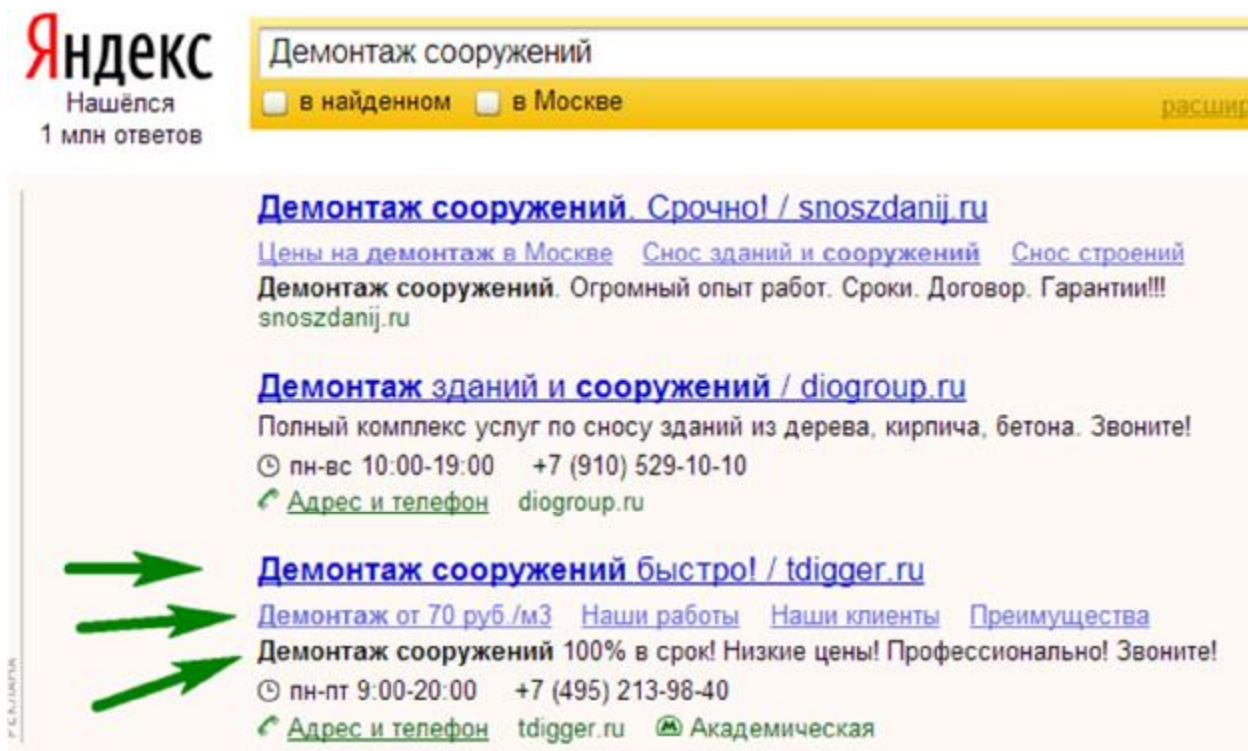 Яндекс
Нашёлся
1 млн ответов
Демонтаж сооружений
в найденном в Москве
расшир
Демонтаж сооружений. Срочно! / snoszdanij.ru
Цены на демонтаж в Москве Снос зданий и сооружений Снос строений
Демонтаж сооружений. Огромный опыт работ. Сроки. Договор. Гарантии!!!
snoszdanij.ru
Демонтаж зданий и сооружений / diogroup.ru
Полный комплекс услуг по сносу зданий из дерева, кирпича, бетона. Звоните!
пн-вс 10:00-19:00 +7 (910) 529-10-10
Адрес и телефон diogroup.ru
Демонтаж сооружений быстро! / tdigger.ru
Демонтаж от 70 руб./м3 Наши работы Наши клиенты Преимущества
Демонтаж сооружений 100% в срок! Низкие цены! Профессионально! Звоните!
пн-пт 9:00-20:00 +7 (495) 213-98-40
Адрес и телефон tdigger.ru Академическая